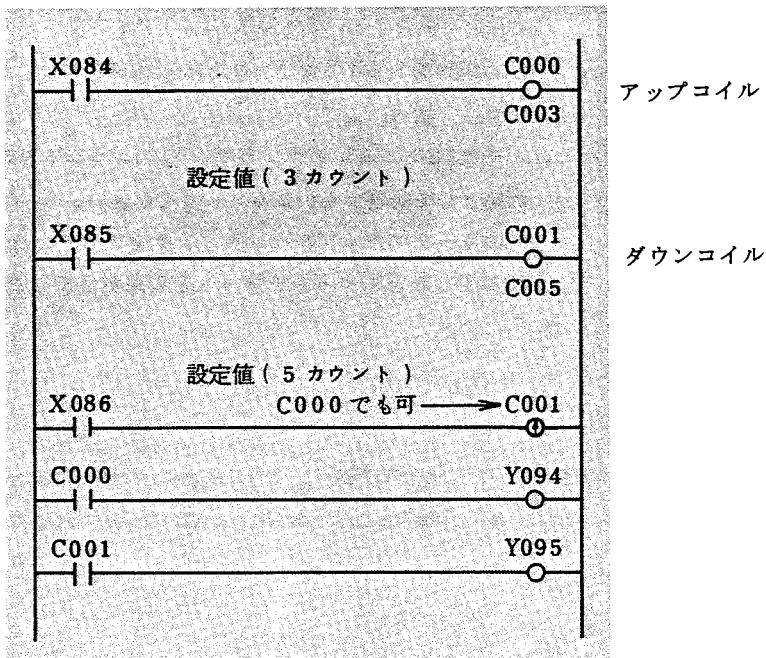 X084 C000
アップコイル
C003
設定値( 3 カウント )
X085 C001
ダウンコイル
C005
設定値( 5 カウント )
X086 C000でも可 C001
C000 Y094
C001 Y095